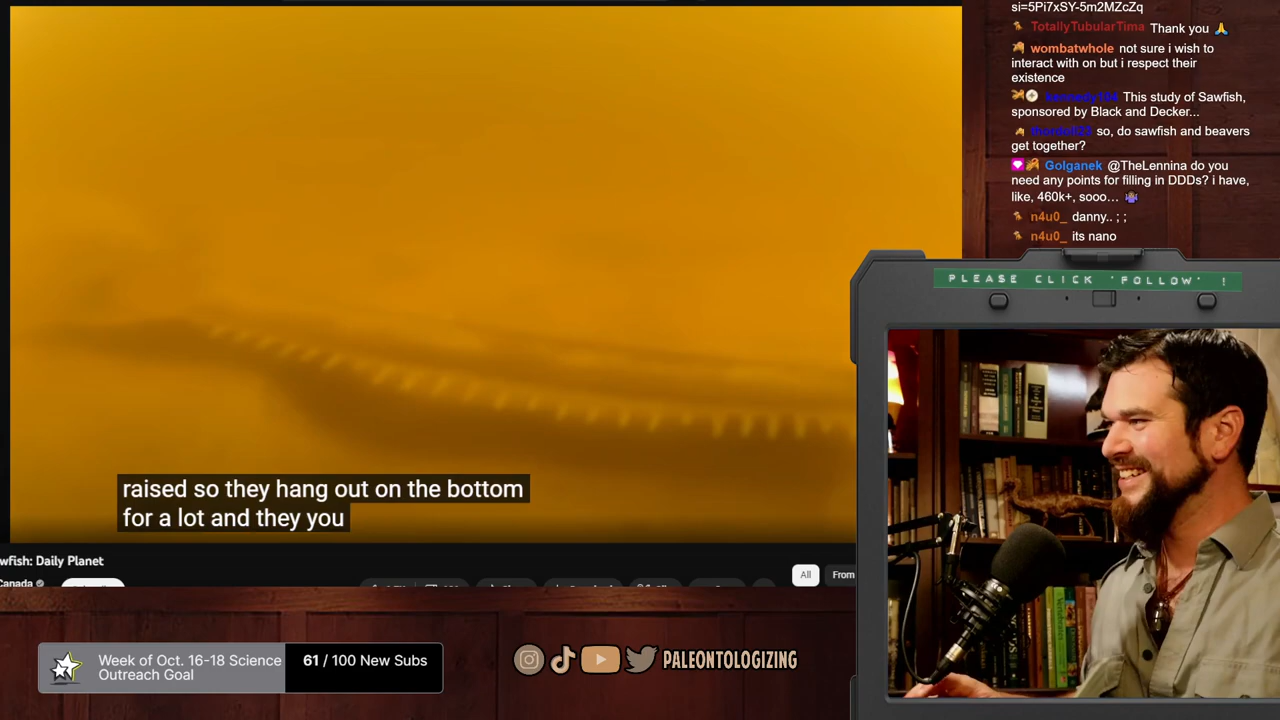 si=5Pi7xSY-5m2MZcZq
TotallyTubularTima Thank you 🙏
wombatwhole not sure i wish to
interact with on but i respect their
existence
This study of Sawfish,
sponsored by Black and Decker...
so, do sawfish and beavers
get together?
Golganek @TheLennina do you
need any points for filling in DDDs? i have,
like, 460k+, sooo…
n4u0_ danny.. ; ;
n4u0_ its nano
PLEASE CLICK 'FOLLOW' !
raised so they hang out on the bottom
for a lot and they you
wfish: Daily Planet
Canada
All
From
Week of Oct. 16-18 Science
Outreach Goal
61 / 100 New Subs
PALEONTOLOGIZING